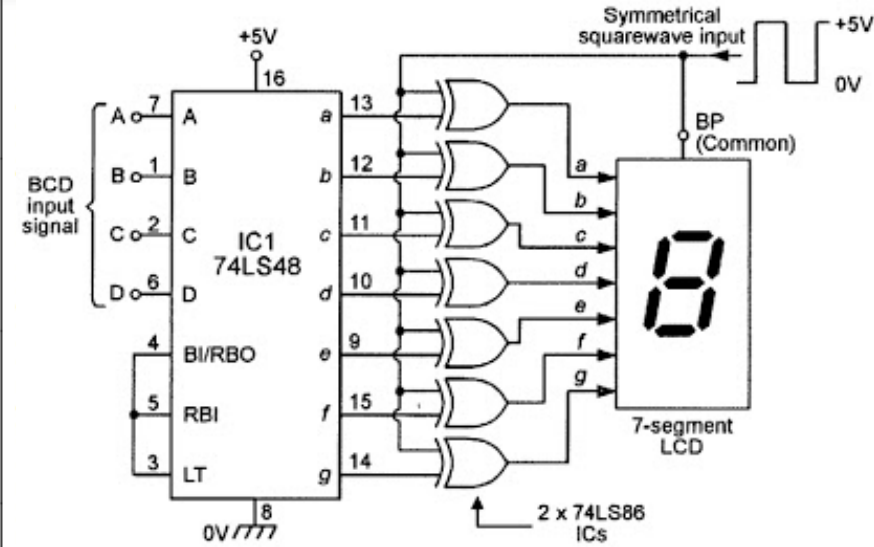 Symmetrical
squarewave input
+5V
0V
+5V
16
BP
(Common)
BCD
input
signal
A 7 A a 13
B 1 B b 12
C 2 C c 11
D 6 D d 10
IC1
74LS48
4 BI/RBO e 9
5 RBI f 15
3 LT g 14
8
0V
a
b
c
d
e
f
g
7-segment
LCD
2 x 74LS86
ICs